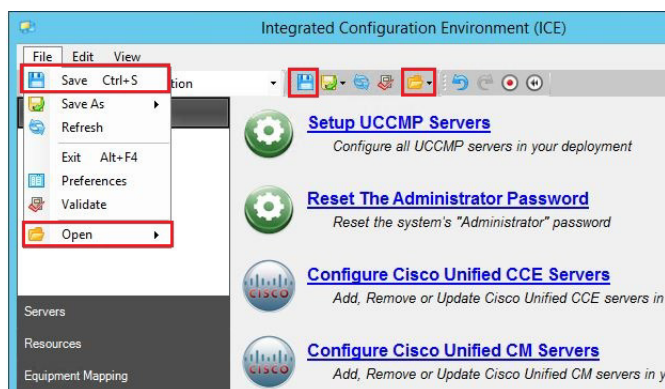 Integrated Configuration Environment (ICE)
File Edit View
Save Ctrl+S
tion
Save As
Refresh
Exit Alt+F4
Preferences
Validate
Open
Servers
Resources
Equipment Mapping
Setup UCCMP Servers
Configure all UCCMP servers in your deployment
Reset The Administrator Password
Reset the system's "Administrator" password
CISCO
Configure Cisco Unified CCE Servers
Add, Remove or Update Cisco Unified CCE servers in
CISCO
Configure Cisco Unified CM Servers
Add, Remove or Update Cisco Unified CM servers in y